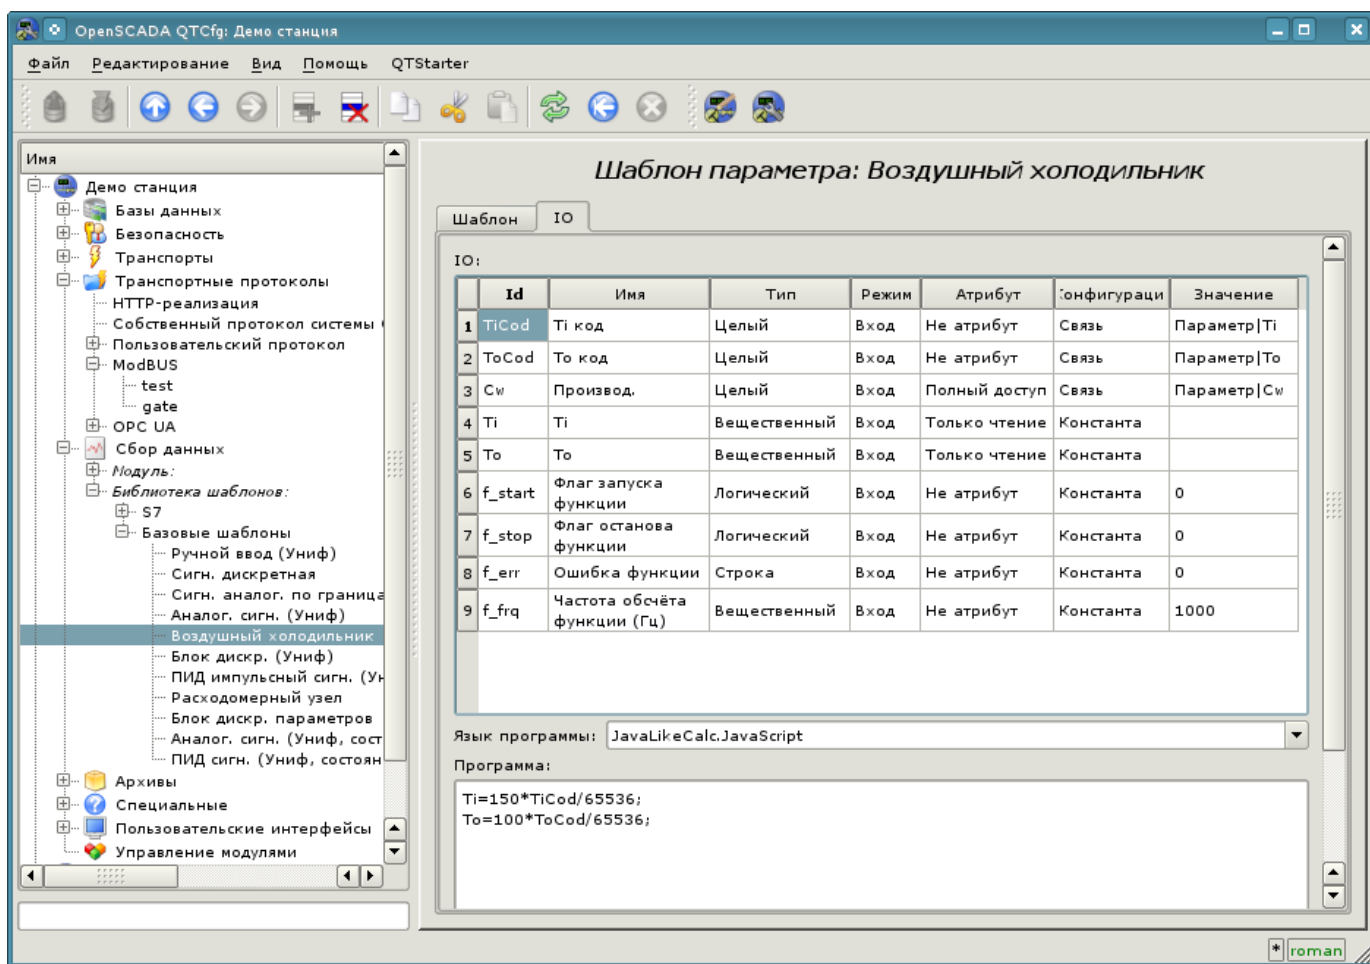 OpenSCADA QTCfg: Демо станция
Файл Редактирование Вид Помощь QTStarter
Имя
Демо станция
Базы данных
Безопасность
Транспорты
Транспортные протоколы
HTTP-реализация
Собственный протокол системы
Пользовательский протокол
ModBUS
test
gate
OPC UA
Сбор данных
Модуль:
Библиотека шаблонов:
S7
Базовые шаблоны
Ручной ввод (Униф)
Сигн. дискретная
Сигн. аналог. по граница
Аналог. сигн. (Униф)
Воздушный холодильник
Блок дискр. (Униф)
ПИД импульсный сигн. (Ун
Расходомерный узел
Блок дискр. параметров
Аналог. сигн. (Униф, сост
ПИД сигн. (Униф, состоян
Архивы
Специальные
Пользовательские интерфейсы
Управление модулями
Шаблон параметра: Воздушный холодильник
Шаблон IO
IO:
Id Имя Тип Режим Атрибут Конфигураци Значение
1 TiCod Ti код Целый Вход Не атрибут Связь Параметр|Ti
2 ToCod To код Целый Вход Не атрибут Связь Параметр|To
3 Cw Производ. Целый Вход Полный доступ Связь Параметр|Cw
4 Ti Ti Вещественный Вход Только чтение Константа
5 To To Вещественный Вход Только чтение Константа
6 f_start Флаг запуска функции Логический Вход Не атрибут Константа 0
7 f_stop Флаг останова функции Логический Вход Не атрибут Константа 0
8 f_err Ошибка функции Строка Вход Не атрибут Константа 0
9 f_frq Частота обсчёта функции (Гц) Вещественный Вход Не атрибут Константа 1000
Язык программы: JavaLikeCalc.JavaScript
Программа:
Ti=150*TiCod/65536;
To=100*ToCod/65536;
* roman